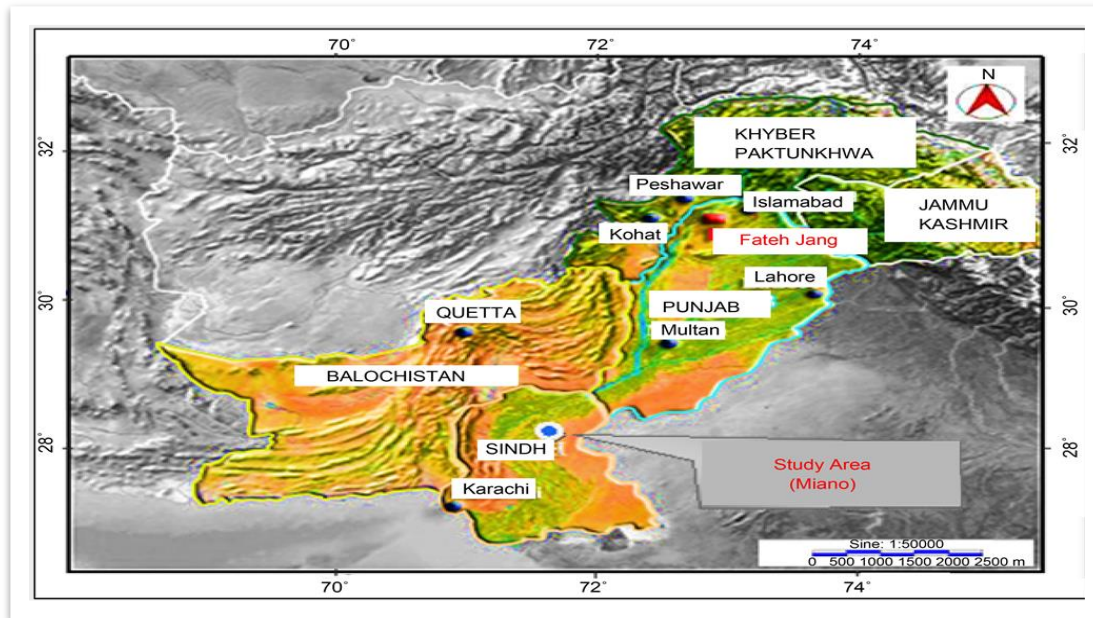 70°
72°
74°
N
KHYBER
PAKTUNKHWA
32°
32°
Peshawar
Islamabad
JAMMU
KASHMIR
Kohat
Fateh Jang
Lahore
30°
30°
QUETTA
PUNJAB
Multan
BALOCHISTAN
28°
28°
SINDH
Study Area
(Miano)
Karachi
Sine: 1:50000
0 500 1000 1500 2000 2500 m
70°
72°
74°